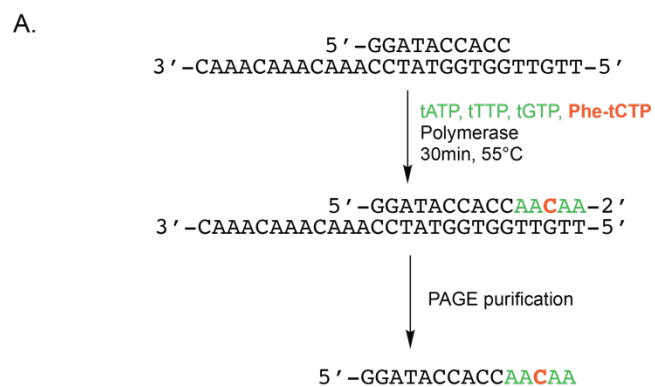 A.
5’-GGATACCACC
3’-CAAACAAACAAACCTATGGTGGTTGTT-5’
tATP, tTTP, tGTP, Phe-tCTP
Polymerase
30min, 55°C
5’-GGATACCACCAACAA-2’
3’-CAAACAAACAAACCTATGGTGGTTGTT-5’
PAGE purification
5’-GGATACCACCAACAA